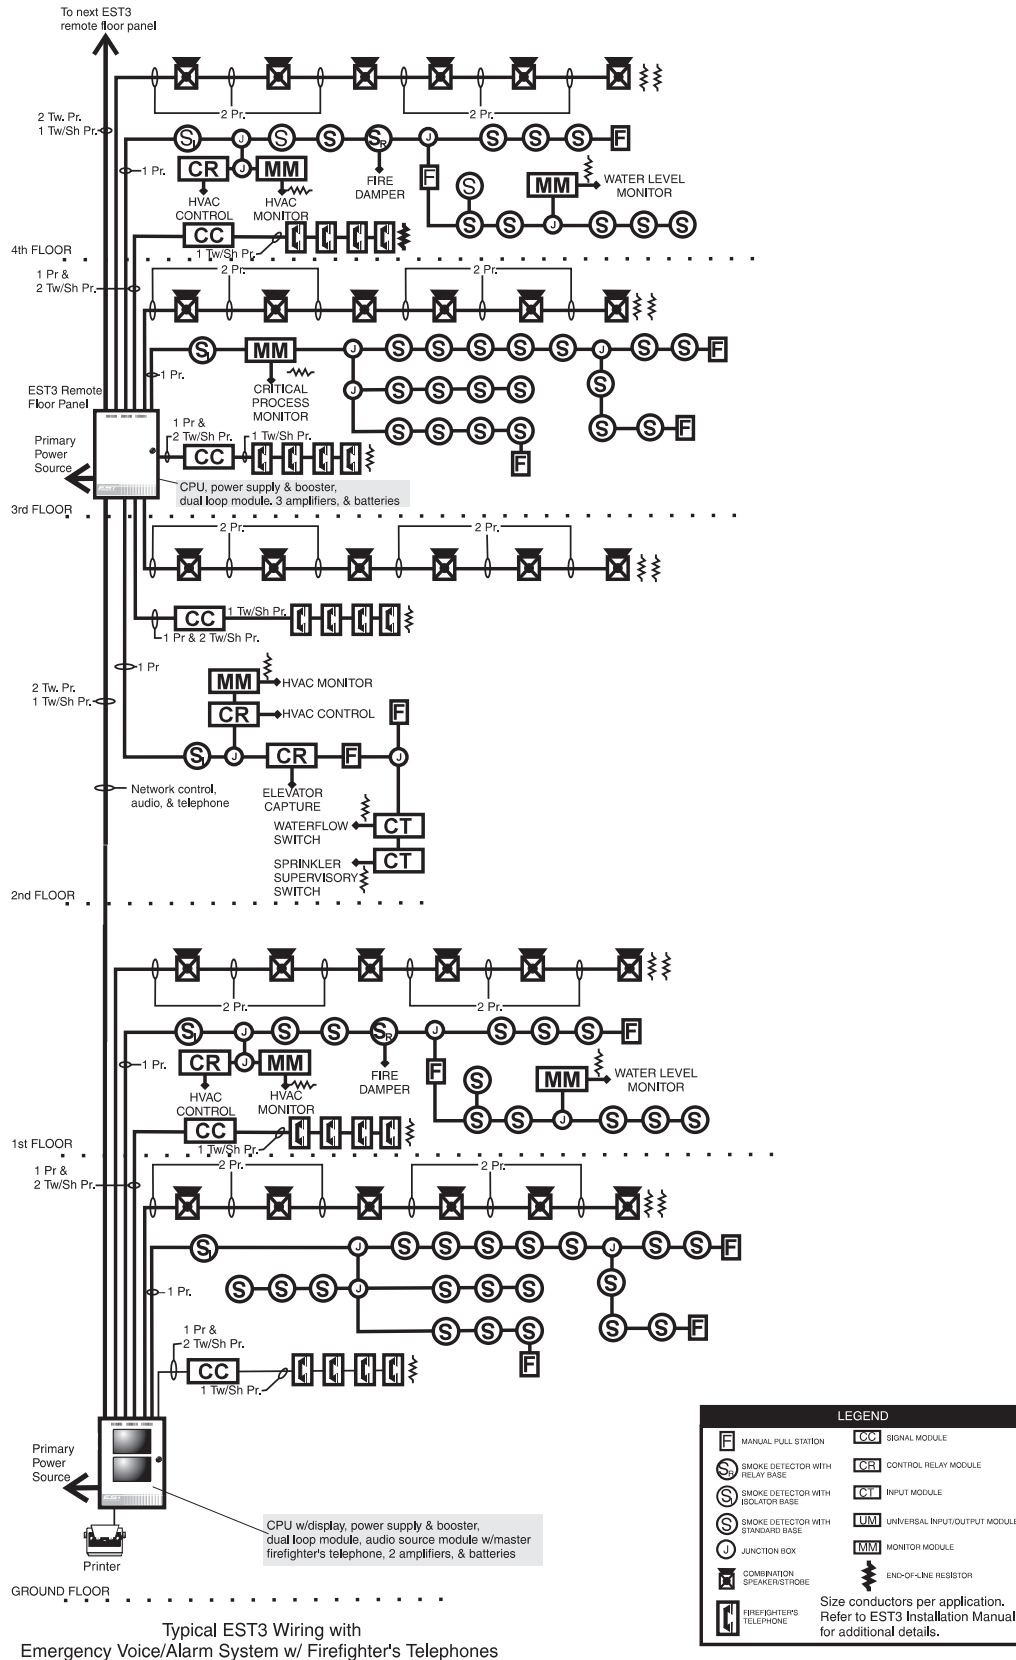 To next EST3
remote floor panel
2 Pr.
2 Pr.
2 Tw. Pr.
1 Tw/Sh Pr.
SI
J
S
S
SR
J
S
S
S
F
1 Pr.
CR
J
MM
FIRE
DAMPER
F
S
MM
WATER LEVEL
MONITOR
HVAC
CONTROL
HVAC
MONITOR
S
S
J
S
S
S
CC
1 Tw/Sh Pr.
4th FLOOR
1 Pr &
2 Tw/Sh Pr.
2 Pr.
2 Pr.
SI
MM
J
S
S
S
S
S
J
S
S
F
1 Pr.
CRITICAL
PROCESS
MONITOR
J
S
S
S
S
S
EST3 Remote
Floor Panel
S
S
S
S
S
S
F
F
1 Pr &
2 Tw/Sh Pr.
1 Tw/Sh Pr.
CC
Primary
Power
Source
CPU, power supply & booster,
dual loop module. 3 amplifiers, & batteries
3rd FLOOR
2 Pr.
2 Pr.
CC
1 Tw/Sh Pr.
1 Pr & 2 Tw/Sh Pr.
1 Pr
MM
HVAC MONITOR
2 Tw. Pr.
1 Tw/Sh Pr.
CR
HVAC CONTROL
F
SI
J
CR
F
J
Network control,
audio, & telephone
ELEVATOR
CAPTURE
WATERFLOW
SWITCH
CT
SPRINKLER
SUPERVISORY
SWITCH
CT
2nd FLOOR
2 Pr.
2 Pr.
SI
J
S
S
SR
J
S
S
S
F
1 Pr.
CR
J
MM
FIRE
DAMPER
F
S
MM
WATER LEVEL
MONITOR
HVAC
CONTROL
HVAC
MONITOR
S
S
J
S
S
S
CC
1 Tw/Sh Pr.
1st FLOOR
1 Pr &
2 Tw/Sh Pr.
2 Pr.
2 Pr.
SI
J
S
S
S
S
S
J
S
S
F
1 Pr.
S
S
S
J
S
S
S
S
S
S
S
S
S
F
F
1 Pr &
2 Tw/Sh Pr.
CC
1 Tw/Sh Pr.
Primary
Power
Source
CPU w/display, power supply & booster,
dual loop module, audio source module w/master
firefighter's telephone, 2 amplifiers, & batteries
Printer
GROUND FLOOR
Typical EST3 Wiring with
Emergency Voice/Alarm System w/ Firefighter's Telephones
LEGEND
F MANUAL PULL STATION
SR SMOKE DETECTOR WITH
RELAY BASE
SI SMOKE DETECTOR WITH
ISOLATOR BASE
S SMOKE DETECTOR WITH
STANDARD BASE
J JUNCTION BOX
COMBINATION
SPEAKER/STROBE
FIREFIGHTER'S
TELEPHONE
CC SIGNAL MODULE
CR CONTROL RELAY MODULE
CT INPUT MODULE
UM UNIVERSAL INPUT/OUTPUT MODULE
MM MONITOR MODULE
END-OF-LINE RESISTOR
Size conductors per application.
Refer to EST3 Installation Manual
for additional details.